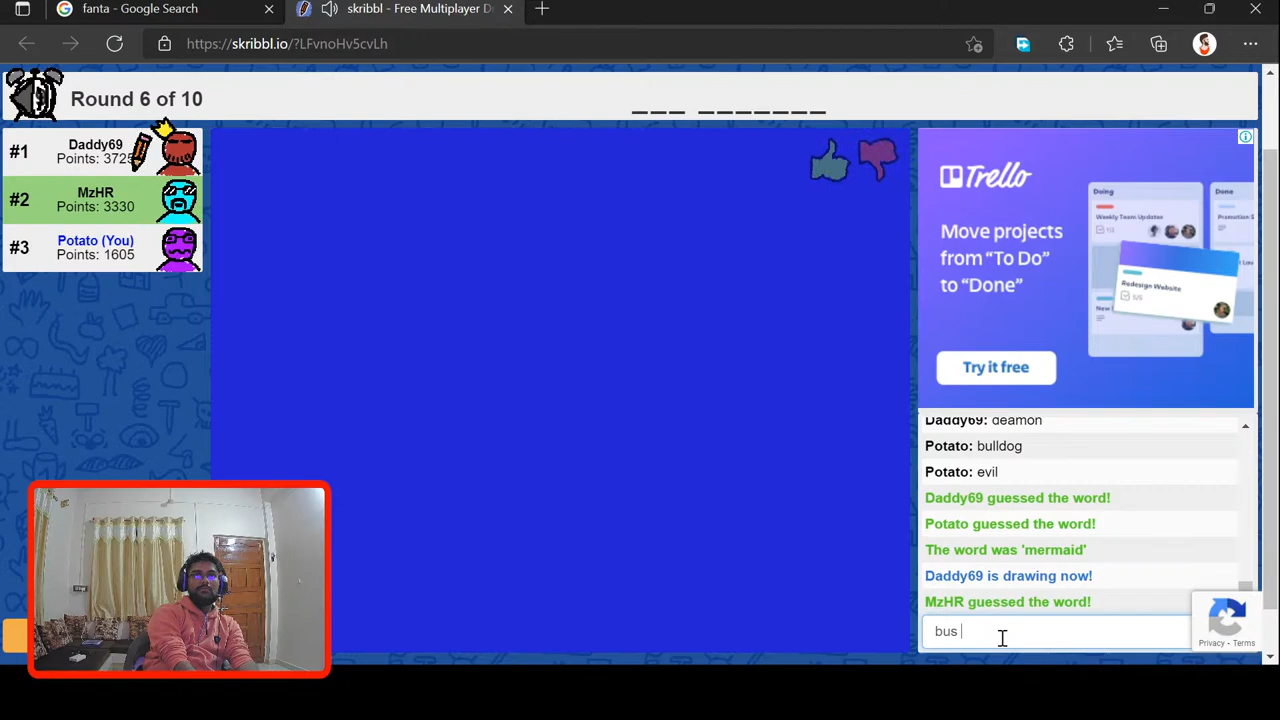 fanta - Google Search
skribbl - Free Multiplayer Dr
https://skribbl.io/?LFvnoHv5cvLh
Round 6 of 10
___ _______
#1
Daddy69
Points: 3725
#2
MzHR
Points: 3330
#3
Potato (You)
Points: 1605
Trello
Move projects
from “To Do”
to “Done”
Try it free
Doing
Done
Weekly Team Updates
Redesign Website
Daddy69: deamon
Potato: bulldog
Potato: evil
Daddy69 guessed the word!
Potato guessed the word!
The word was 'mermaid'
Daddy69 is drawing now!
MzHR guessed the word!
bus
Privacy - Terms